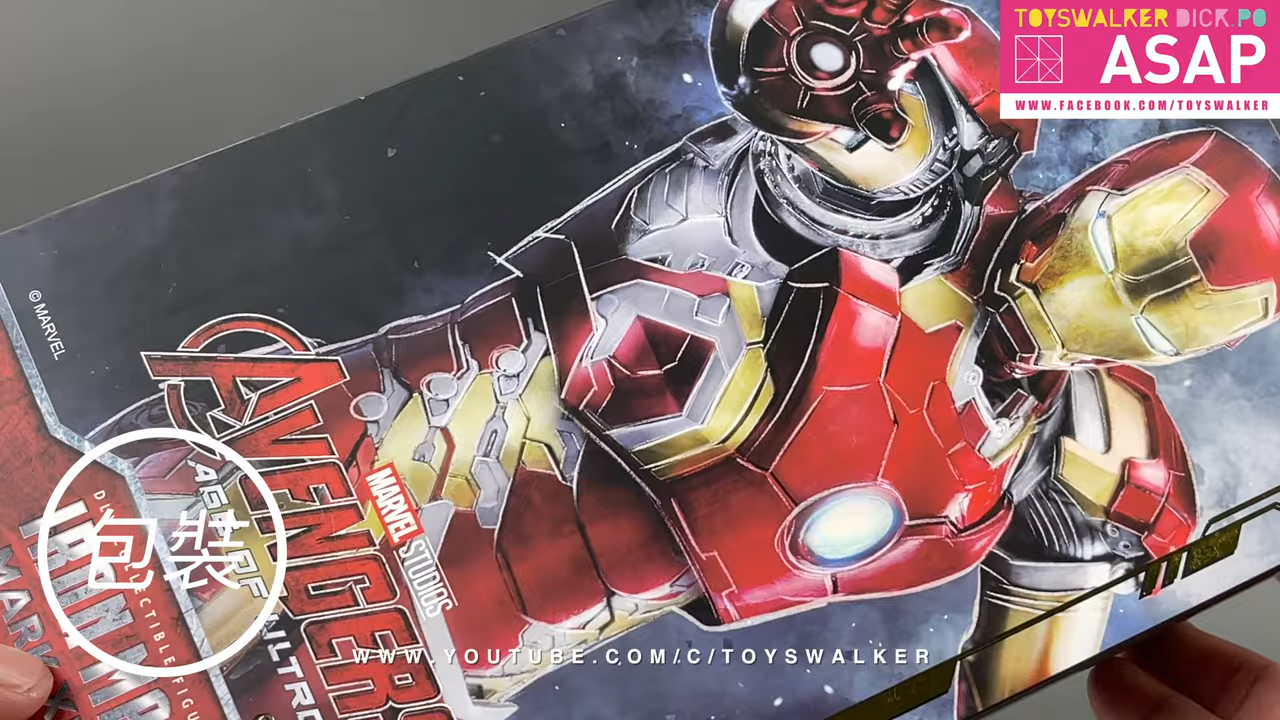 TOYSWALKER DICK.PO
ASAP
WWW.FACEBOOK.COM/TOYSWALKER
© MARVEL
MARVEL STUDIOS
AVENGERS
包裝
WWW.YOUTUBE.COM/C/TOYSWALKER